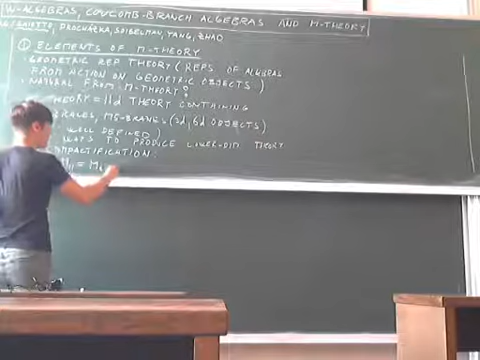 W-ALGEBRAS, COULOMB-BRANCH ALGEBRAS AND M-THEORY
GAIOTTO, PROCHÁZKA, SOIBELMAN, YANG, ZHAO
① ELEMENTS OF M-THEORY
· GEOMETRIC REP THEORY (REPS OF ALGEBRAS
FROM ACTION ON GEOMETRIC OBJECTS)
· NATURAL FROM M-THEORY:
THEORY = 11d THEORY CONTAINING
M5-BRANES (3d, 6d OBJECTS)
WELL DEFINED)
WAYS TO PRODUCE LOWER-DIM THEORY
MPACTIFICATION:
= M